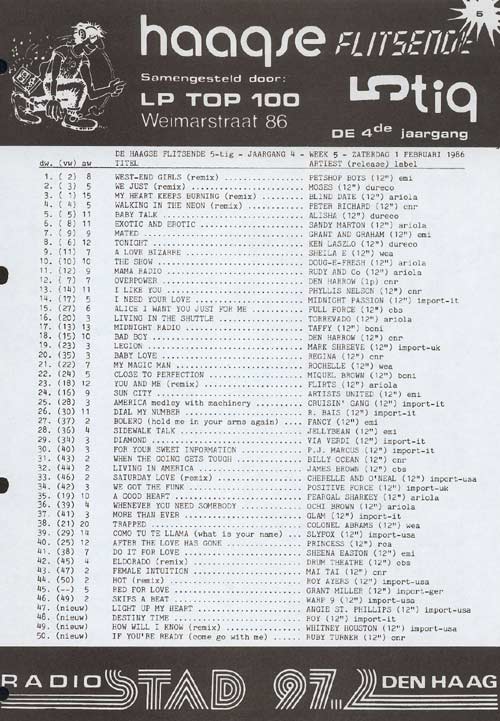 5
haagse FLITSENDE
Samengesteld door:
5tig
LP TOP 100
Weimarstraat 86
DE 4de jaargang
DE HAAGSE FLITSENDE 5-tig - JAARGANG 4 - WEEK 5 - ZATERDAG 1 FEBRUARI 1986
dw. (vw) aw TITEL ARTIEST (release) label
1. ( 2) 8 WEST-END GIRLS (remix) PETSHOP BOYS (12") emi
2. ( 3) 5 WE JUST (remix) MOSES (12") dureco
3. ( 1) 15 MY HEART KEEPS BURNING (remix) BLIND DATE (12") ariola
4. ( 4) 5 WALKING IN THE NEON (remix) PETER RICHARD (12") cnr
5. ( 5) 11 BABY TALK ALISHA (12") dureco
6. ( 8) 11 EXOTIC AND EROTIC SANDY MARTON (12") ariola
7. ( 9) 9 MATED GRANT AND GRAHAM (12") emi
8. ( 6) 12 TONIGHT KEN LASZLO (12") dureco
9. (11) 7 A LOVE BIZARRE SHEILA E (12") wea
10. (10) 10 THE SHOW DOUG-E-FRESH (12") ariola
11. (12) 9 MAMA RADIO RUDY AND Co (12") ariola
12. ( 7) 7 OVERPOWER DEN HARROW (lp) cnr
13. (14) 11 I LIKE YOU PHYLLIS NELSON (12") cnr
14. (17) 5 I NEED YOUR LOVE MIDNIGHT PASSION (12") import-it
15. (27) 6 ALICE I WANT YOU JUST FOR ME FULL FORCE (12") cbs
16. (20) 3 LIVING IN THE SHUTTLE TORREVADO (12") ariola
17. (13) 13 MIDNIGHT RADIO TAFFY (12") boni
18. (15) 10 BAD BOY DEN HARROW (12") cnr
19. (23) 3 LEGION MARK SHREEVE (12") import-uk
20. (35) 3 BABY LOVE REGINA (12") cnr
21. (22) 7 MY MAGIC MAN ROCHELLE (12") wea
22. (24) 5 CLOSE TO PERFECTION MIQUEL BROWN (12") boni
23. (18) 12 YOU AND ME (remix) FLIRTS (12") ariola
24. (16) 9 SUN CITY ARTISTS UNITED (12") emi
25. (28) 3 AMERICA medley with machinery CRUISIN' GANG (12") import-it
26. (30) 11 DIAL MY NUMBER R. BAIS (12") import-it
27. (37) 2 BOLERO (hold me in your arms again) FANCY (12") emi
28. (36) 4 SIDEWALK TALK JELLYBEAN (12") emi
29. (34) 3 DIAMOND VIA VERDI (12") import-it
30. (40) 3 FOR YOUR SWEET INFORMATION P.J. MARCUS (12") import-it
31. (43) 2 WHEN THE GOING GETS TOUGH BILLY OCEAN (12") cnr
32. (44) 2 LIVING IN AMERICA JAMES BROWN (12") cbs
33. (46) 2 SATURDAY LOVE (remix) CHERELLE AND O'NEAL (12") import-usa
34. (42) 3 WE GOT THE FUNK POSITIVE FORCE (12") import-uk
35. (19) 10 A GOOD HEART FEARGAL SHARKEY (12") ariola
36. (39) 4 WHENEVER YOU NEED SOMEBODY OCHI BROWN (12") ariola
37. (41) 3 MORE THAN EVER GLAM (12") import-it
38. (21) 20 TRAPPED COLONEL ABRAMS (12") wea
39. (29) 14 COMO TU TE LLAMA (what is your name) SLYFOX (12") import-usa
40. (25) 12 AFTER THE LOVE HAS GONE PRINCESS (12") roa
41. (38) 7 DO IT FOR LOVE SHEENA EASTON (12") emi
42. (45) 4 ELDORADO (remix) DRUM THEATRE (12") cbs
43. (47) 2 FEMALE INTUITION MAI TAI (12") cnr
44. (50) 2 HOT (remix) ROY AYERS (12") import-usa
45. (--) 5 RED FOR LOVE GRANT MILLER (12") inport-ger
46. (49) 2 SKIPS A BEAT WARP 9 (12") import-usa
47. (nieuw) LIGHT UP MY HEART ANGIE ST. PHILLIPS (12") import-usa
48. (nieuw) DESTINY TIME ROY (12") import-it
49. (nieuw) HOW WILL I KNOW (remix) WHITNEY HOUSTON (12") import-usa
50. (nieuw) IF YOU'RE READY (come go with me) RUBY TURNER (12") cnr
RADIO STAD 97.2 DEN HAAG